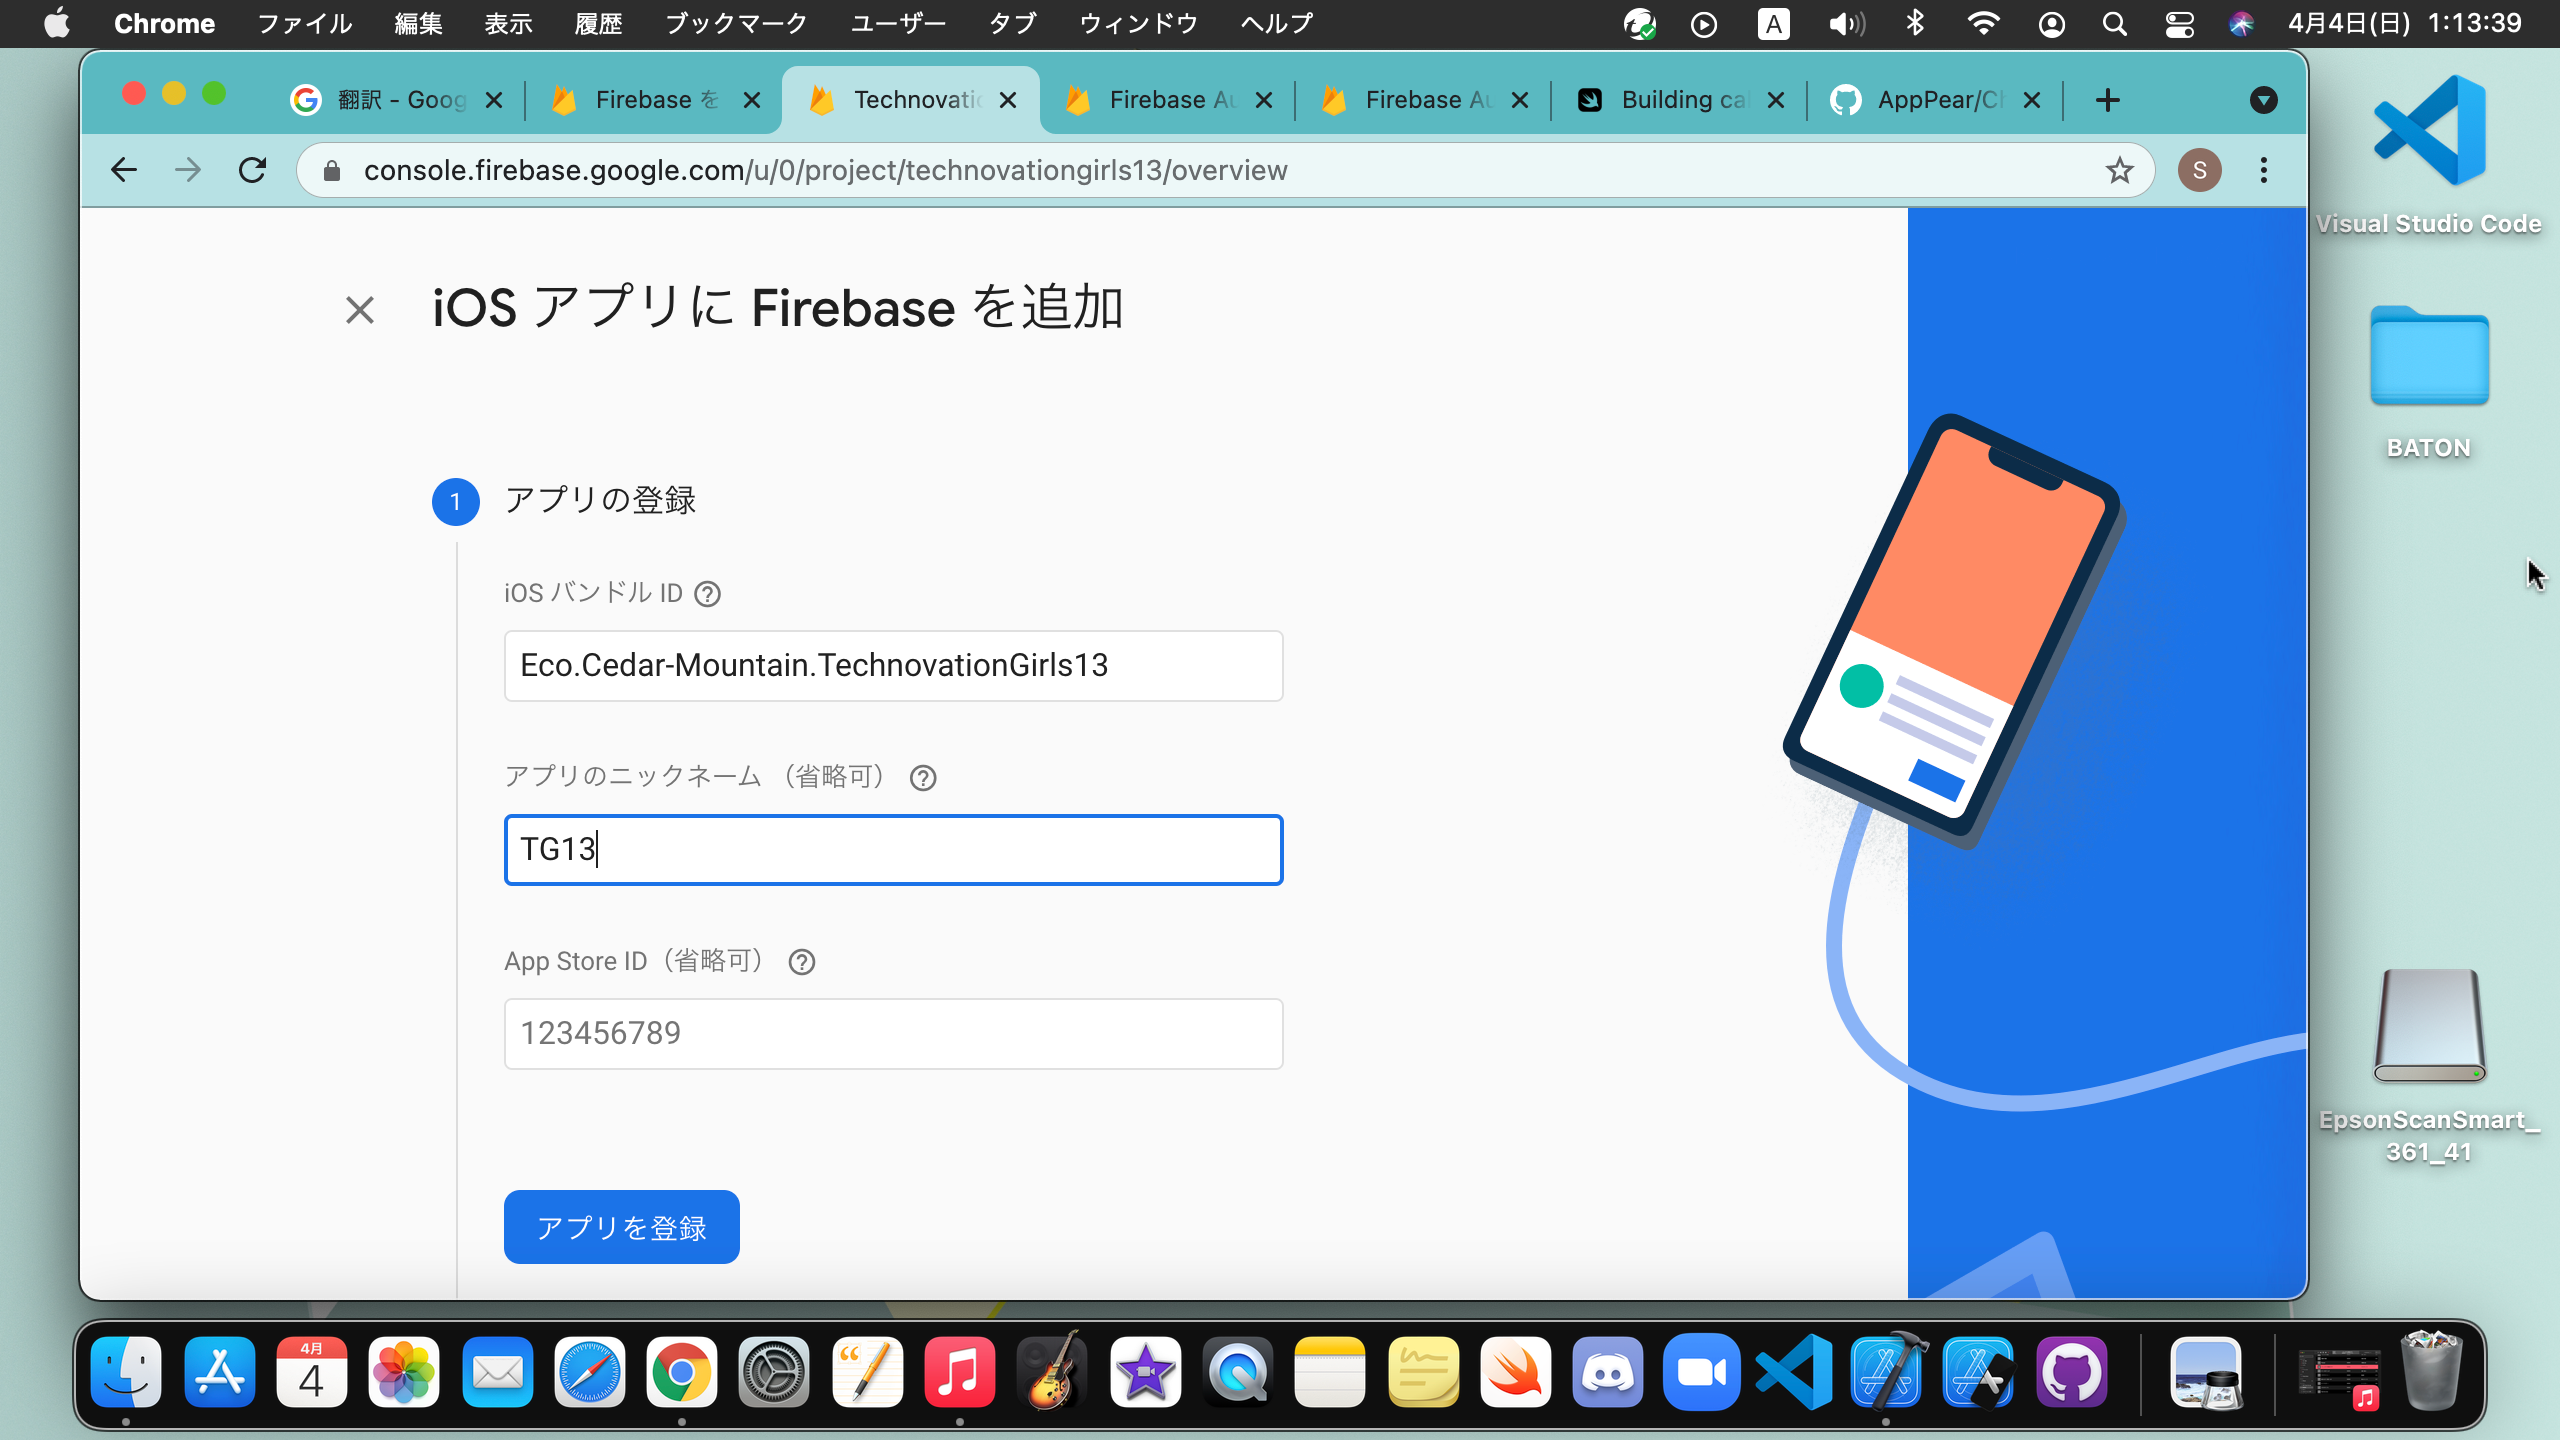 Chrome ファイル 編集 表示 履歴 ブックマーク ユーザー タブ ウィンドウ ヘルプ A 4月4日(日) 1:13:39
翻訳 - Goog Firebase を Technovatio Firebase Au Firebase Au Building ca AppPear/Ch
console.firebase.google.com/u/0/project/technovationgirls13/overview S
iOS アプリに Firebase を追加
1 アプリの登録
iOS バンドル ID ?
Eco.Cedar-Mountain.TechnovationGirls13
アプリのニックネーム （省略可） ?
TG13
App Store ID（省略可） ?
123456789
アプリを登録
Visual Studio Code
BATON
EpsonScanSmart_
361_41
4月
4